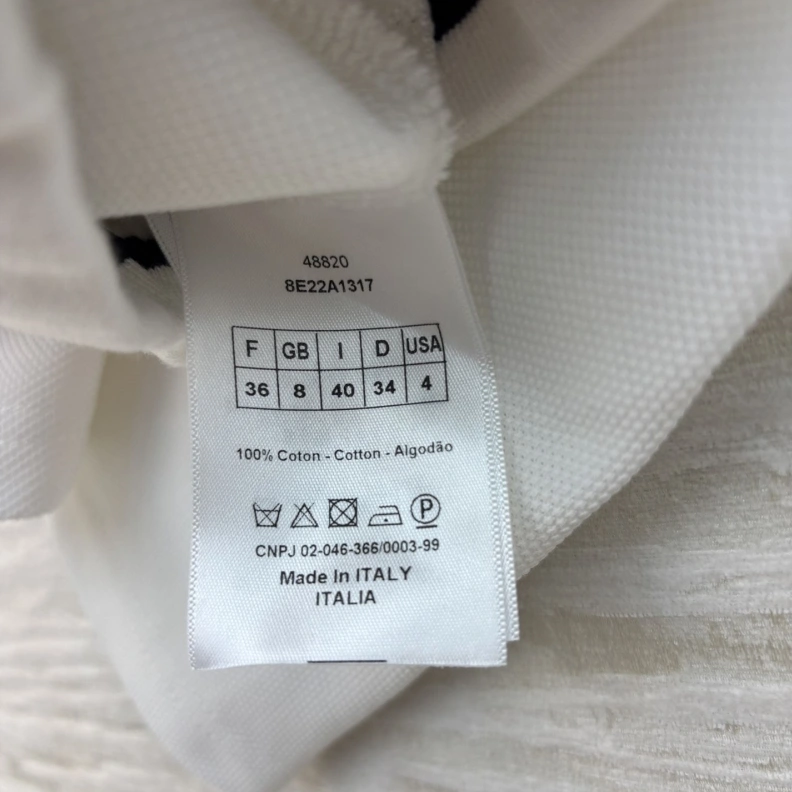 48820
8E22A1317
F GB I D USA
36 8 40 34 4
100% Coton - Cotton - Algodão
P
CNPJ 02-046-366/0003-99
Made In ITALY
ITALIA